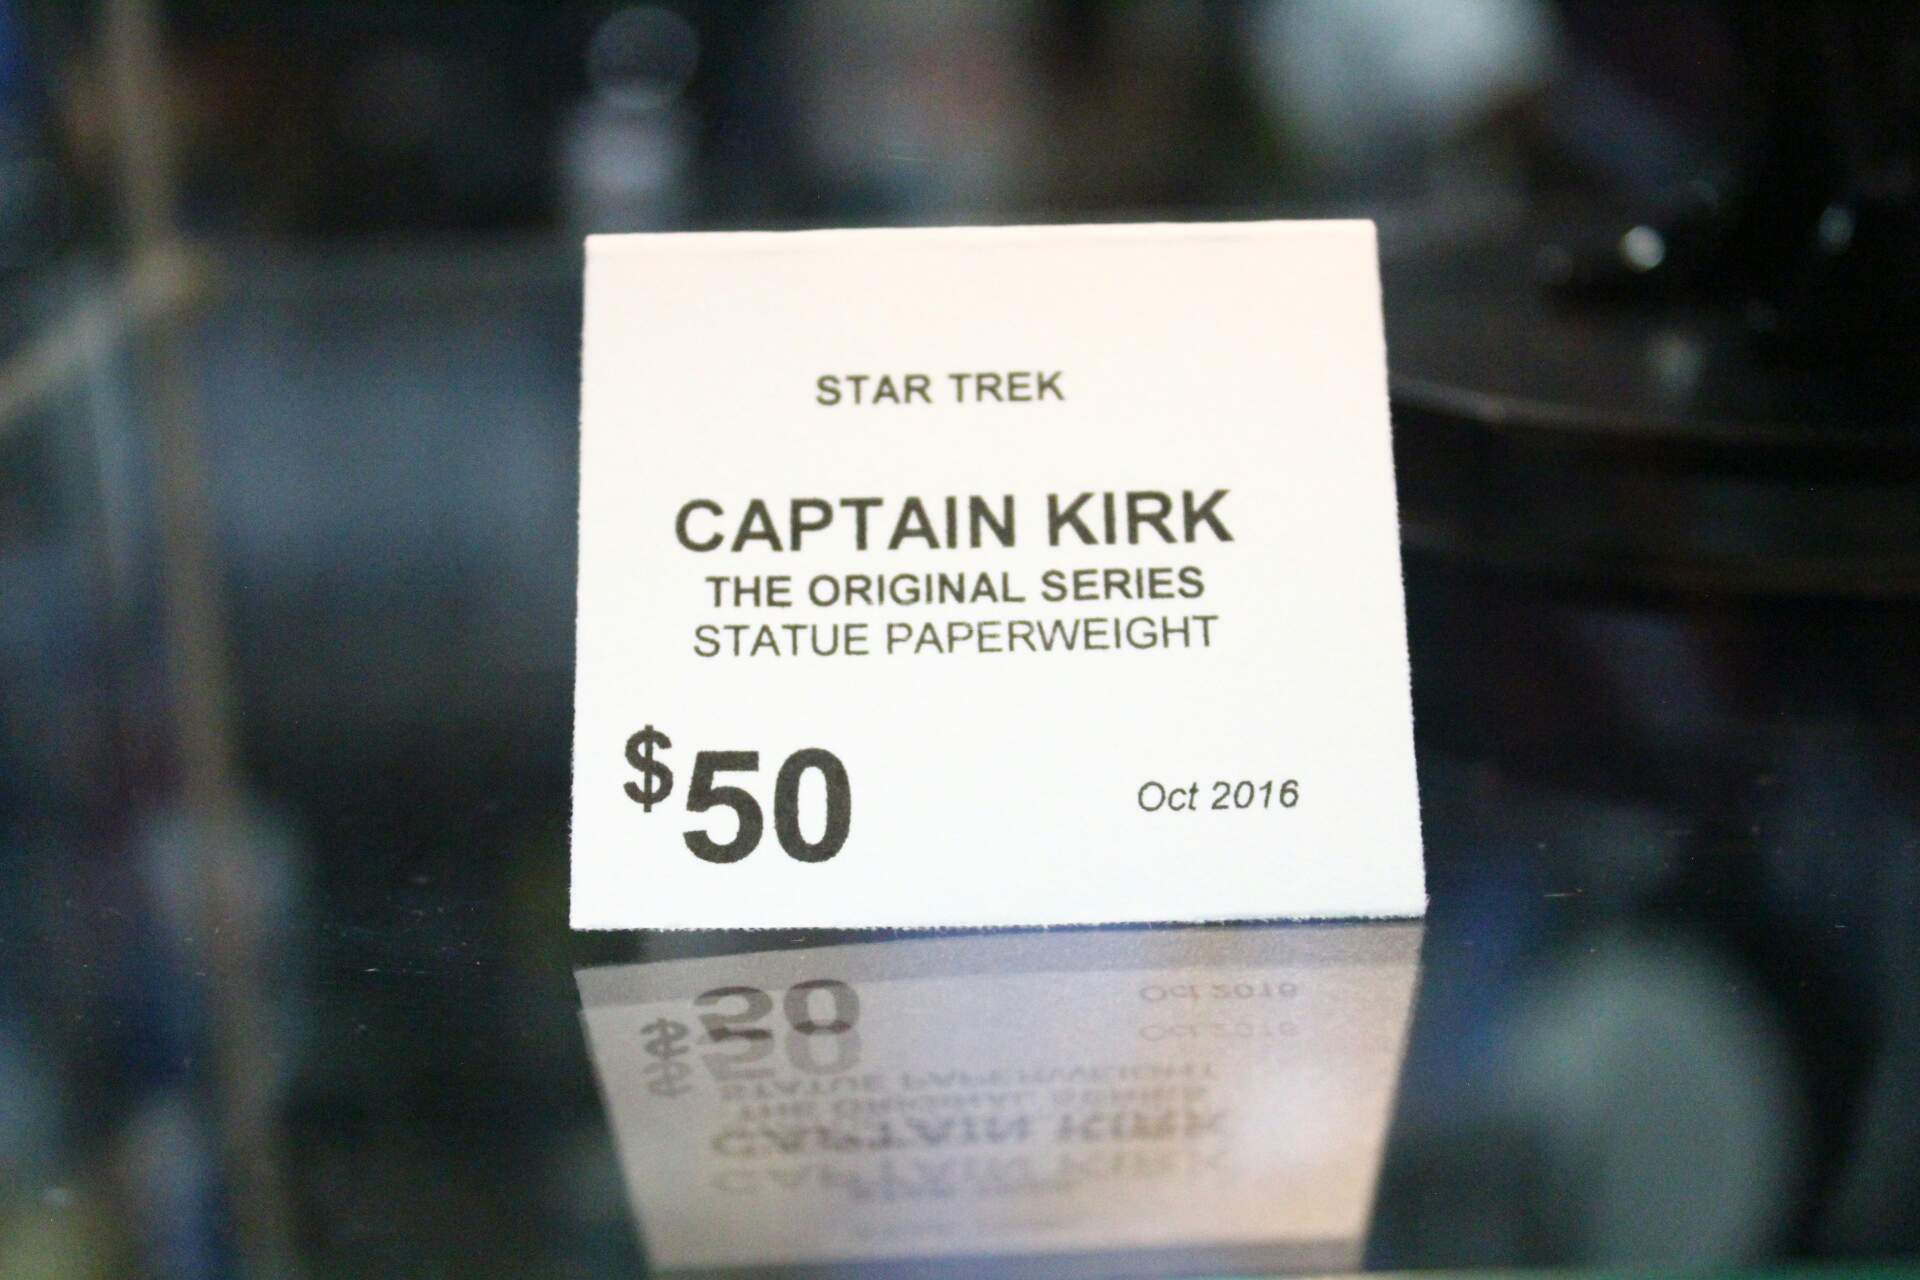 STAR TREK
CAPTAIN KIRK
THE ORIGINAL SERIES
STATUE PAPERWEIGHT
$50
Oct 2016